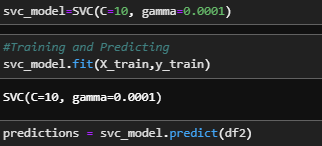 svc_model=SVC(C=10, gamma=0.0001)
#Training and Predicting
svc_model.fit(X_train,y_train)
SVC(C=10, gamma=0.0001)
predictions = svc_model.predict(df2)